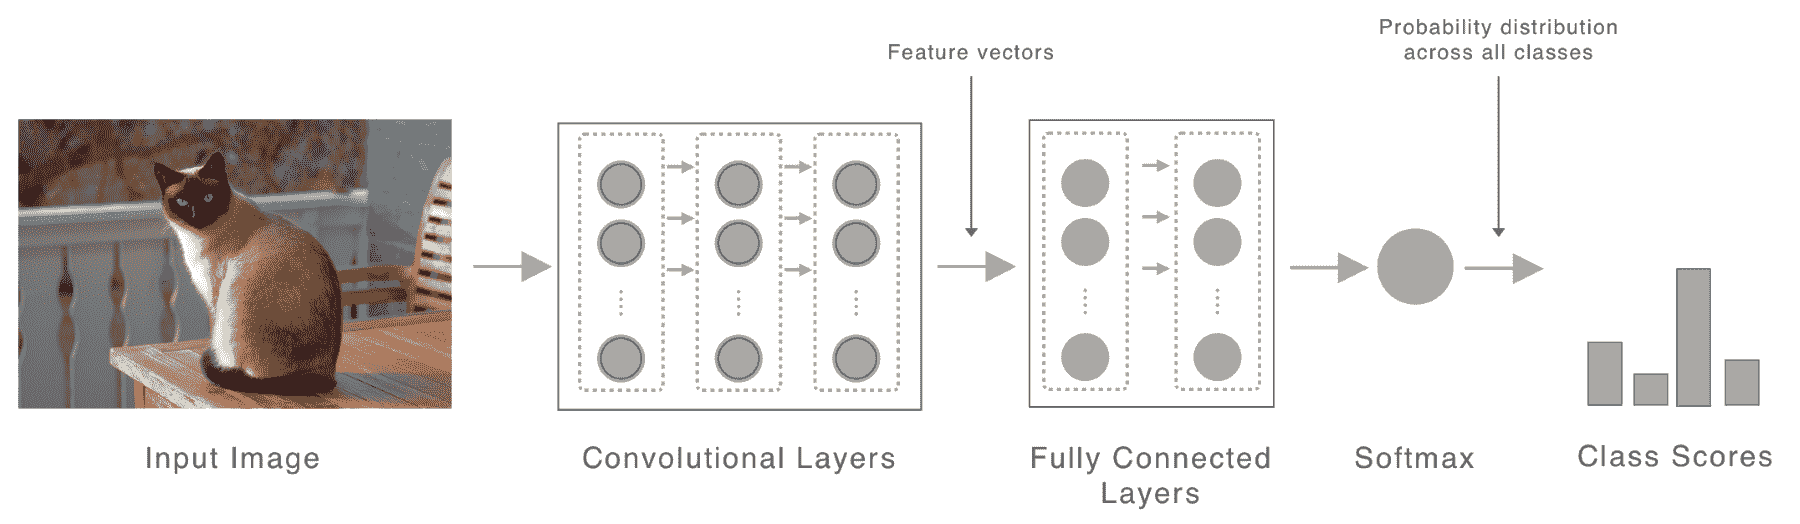 Feature vectors
Probability distribution
across all classes
Input Image
Convolutional Layers
Fully Connected
Layers
Softmax
Class Scores